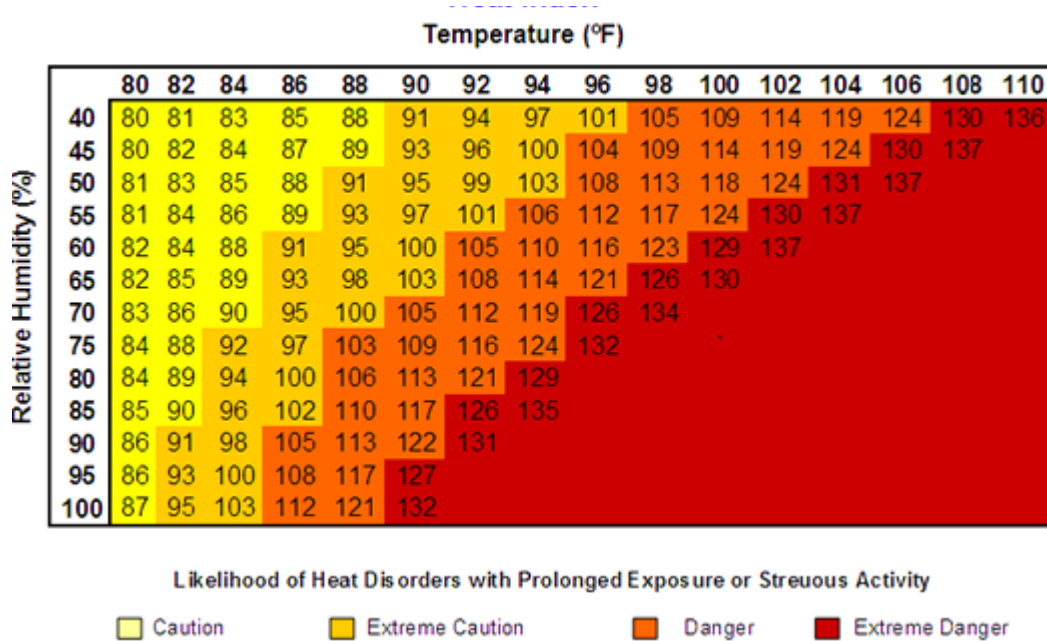 Temperature (ºF)
80 82 84 86 88 90 92 94 96 98 100 102 104 106 108 110
Relative Humidity (%)
40 80 81 83 85 88 91 94 97 101 105 109 114 119 124 130 136
45 80 82 84 87 89 93 96 100 104 109 114 119 124 130 137
50 81 83 85 88 91 95 99 103 108 113 118 124 131 137
55 81 84 86 89 93 97 101 106 112 117 124 130 137
60 82 84 88 91 95 100 105 110 116 123 129 137
65 82 85 89 93 98 103 108 114 121 126 130
70 83 86 90 95 100 105 112 119 126 134
75 84 88 92 97 103 109 116 124 132
80 84 89 94 100 106 113 121 129
85 85 90 96 102 110 117 126 135
90 86 91 98 105 113 122 131
95 86 93 100 108 117 127
100 87 95 103 112 121 132
Likelihood of Heat Disorders with Prolonged Exposure or Streuous Activity
Caution Extreme Caution Danger Extreme Danger